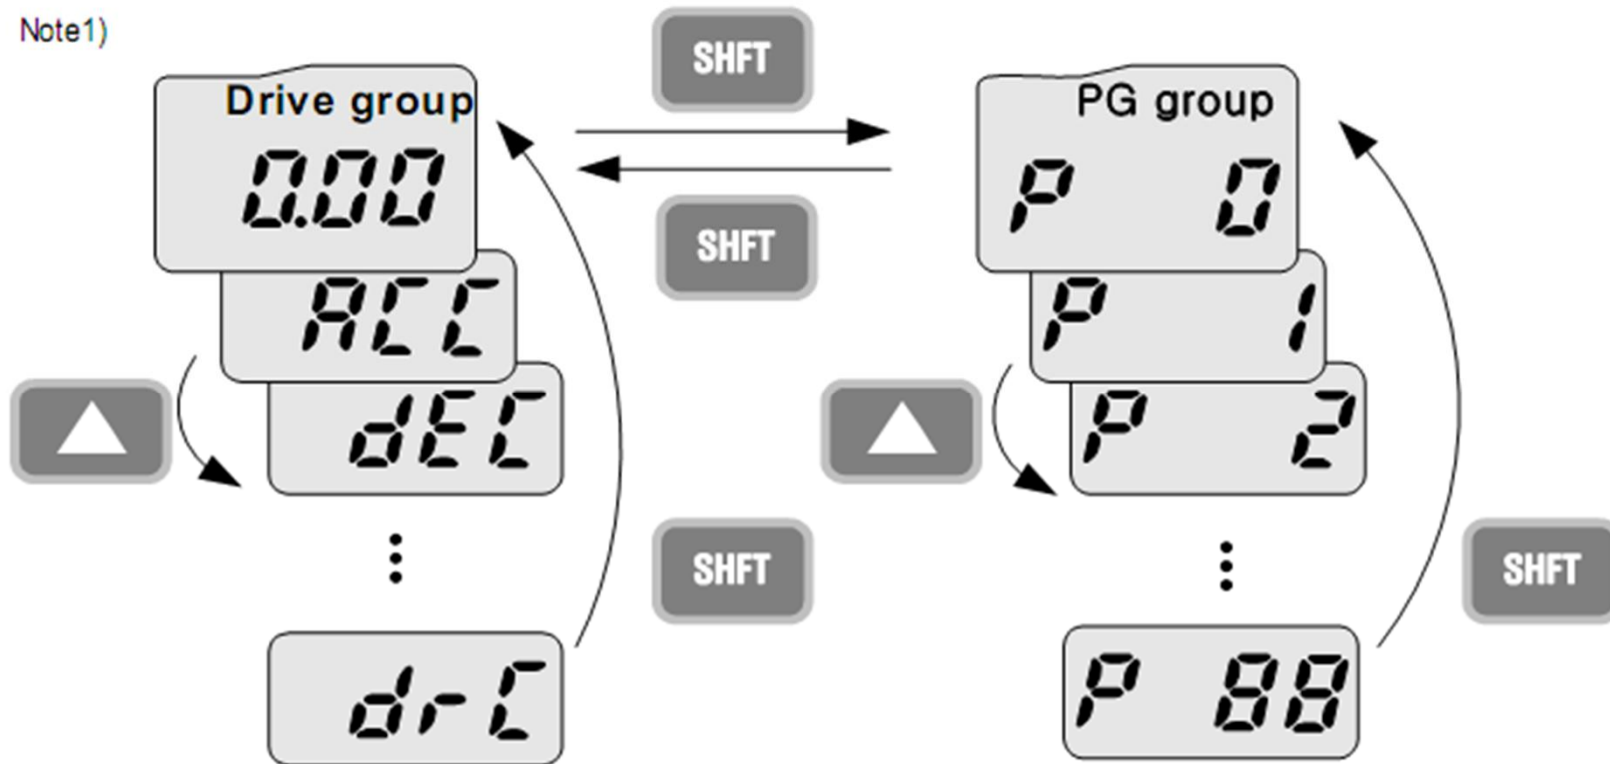 Note1)
SHFT
Drive group
PG group
0.00
P 0
SHFT
ACC
P 1
dEC
P 2
SHFT
SHFT
drC
P 88